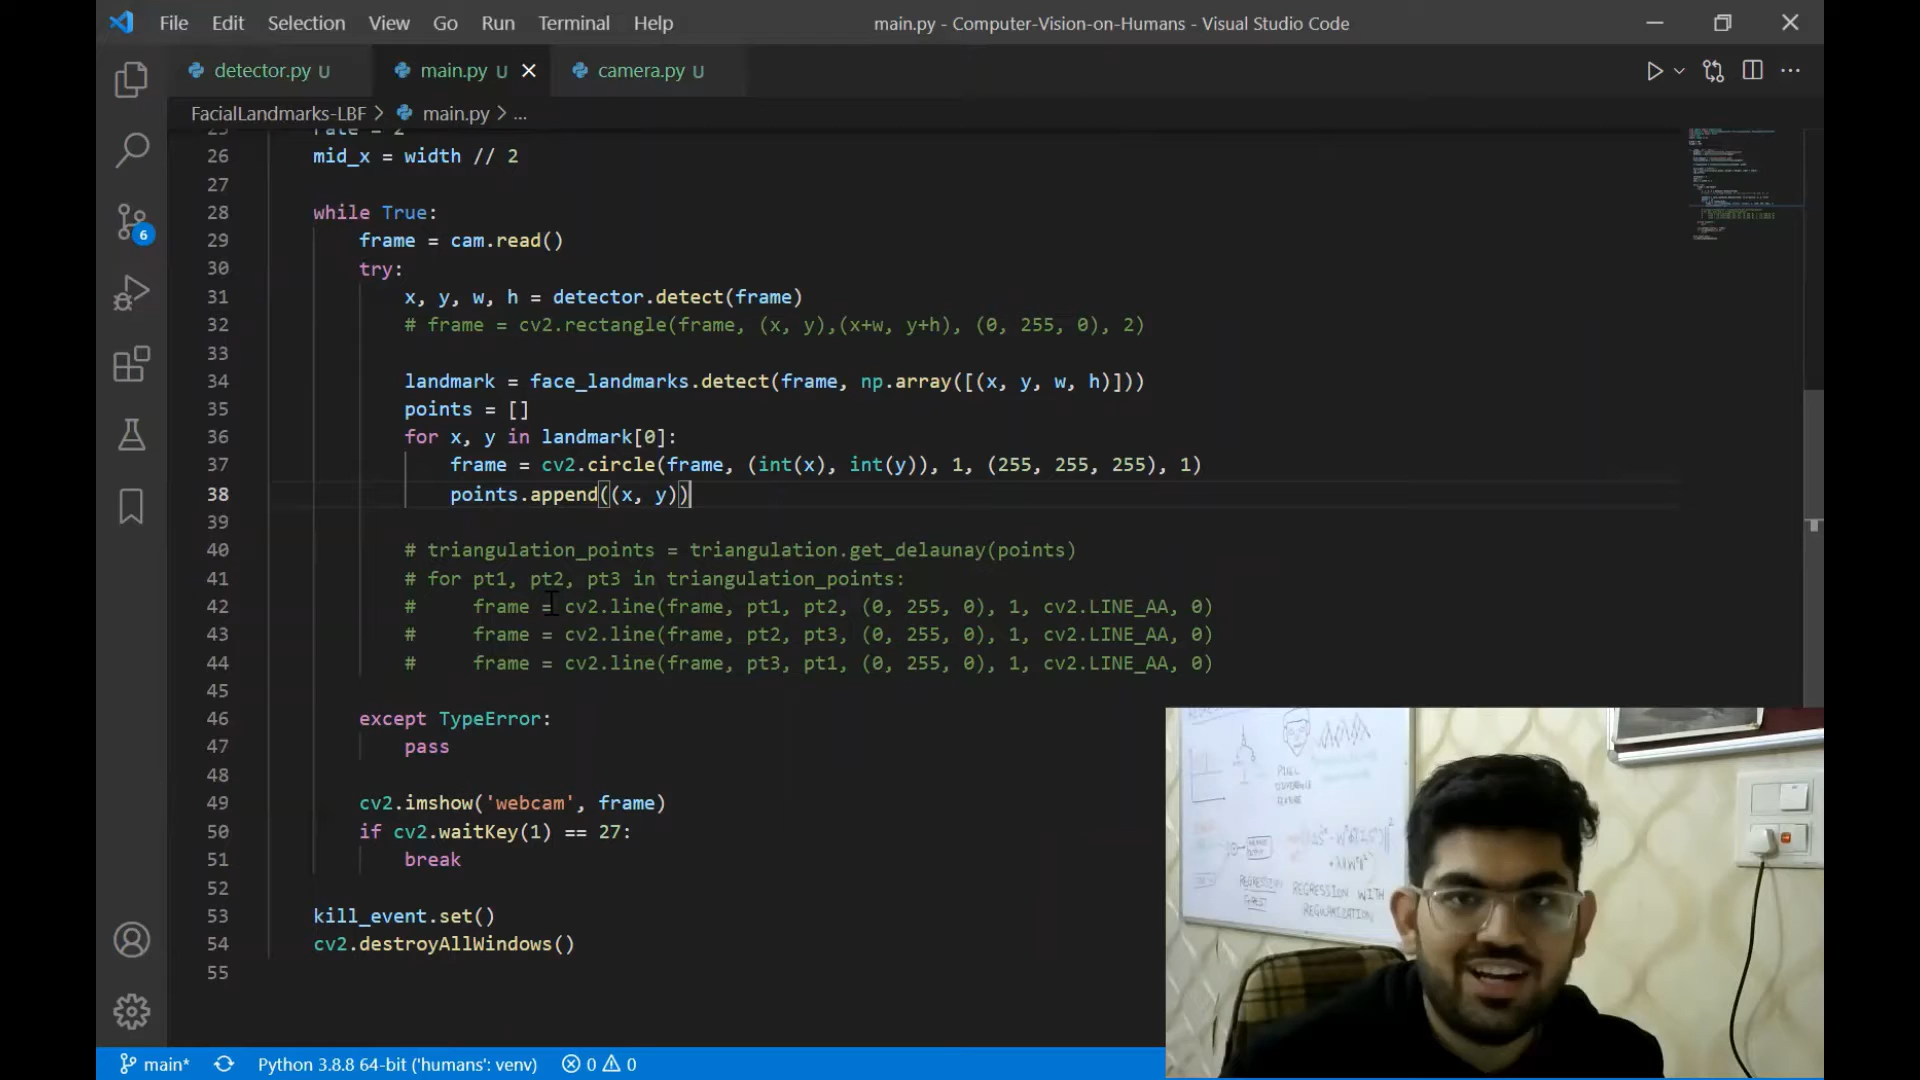 File Edit Selection View Go Run Terminal Help main.py - Computer-Vision-on-Humans - Visual Studio Code
detector.py U main.py U camera.py U
FacialLandmarks-LBF > main.py > ...
26 mid_x = width // 2
27
28 while True:
29 frame = cam.read()
30 try:
31 x, y, w, h = detector.detect(frame)
32 # frame = cv2.rectangle(frame, (x, y),(x+w, y+h), (0, 255, 0), 2)
33
34 landmark = face_landmarks.detect(frame, np.array([(x, y, w, h)]))
35 points = []
36 for x, y in landmark[0]:
37 frame = cv2.circle(frame, (int(x), int(y)), 1, (255, 255, 255), 1)
38 points.append((x, y))
39
40 # triangulation_points = triangulation.get_delaunay(points)
41 # for pt1, pt2, pt3 in triangulation_points:
42 # frame = cv2.line(frame, pt1, pt2, (0, 255, 0), 1, cv2.LINE_AA, 0)
43 # frame = cv2.line(frame, pt2, pt3, (0, 255, 0), 1, cv2.LINE_AA, 0)
44 # frame = cv2.line(frame, pt3, pt1, (0, 255, 0), 1, cv2.LINE_AA, 0)
45
46 except TypeError:
47 pass
48
49 cv2.imshow('webcam', frame)
50 if cv2.waitKey(1) == 27:
51 break
52
53 kill_event.set()
54 cv2.destroyAllWindows()
55
6
PIXEL
DIFFERENCE
FEATURE
REGRESSION
FOREST
REGRESSION WITH
REGULARIZATION
main* Python 3.8.8 64-bit ('humans': venv) 0 0